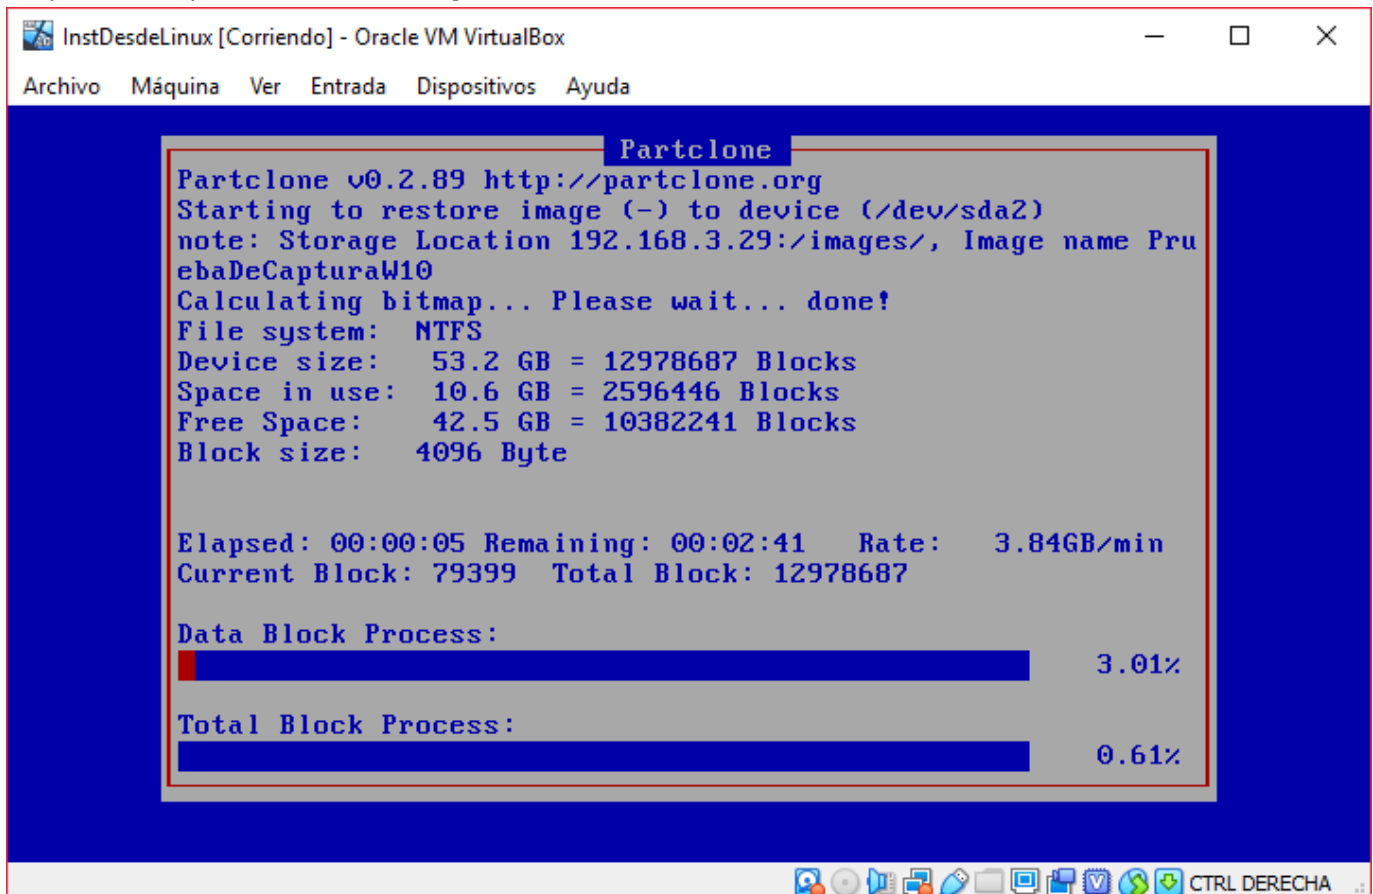 InstDesdeLinux [Corriendo] - Oracle VM VirtualBox
Archivo Máquina Ver Entrada Dispositivos Ayuda
Partclone
Partclone v0.2.89 http://partclone.org
Starting to restore image (-) to device (/dev/sda2)
note: Storage Location 192.168.3.29:/images/, Image name Pru
ebaDeCapturaW10
Calculating bitmap... Please wait... done!
File system: NTFS
Device size: 53.2 GB = 12978687 Blocks
Space in use: 10.6 GB = 2596446 Blocks
Free Space: 42.5 GB = 10382241 Blocks
Block size: 4096 Byte
Elapsed: 00:00:05 Remaining: 00:02:41 Rate: 3.84GB/min
Current Block: 79399 Total Block: 12978687
Data Block Process:
3.01%
Total Block Process:
0.61%
CTRL DERECHA